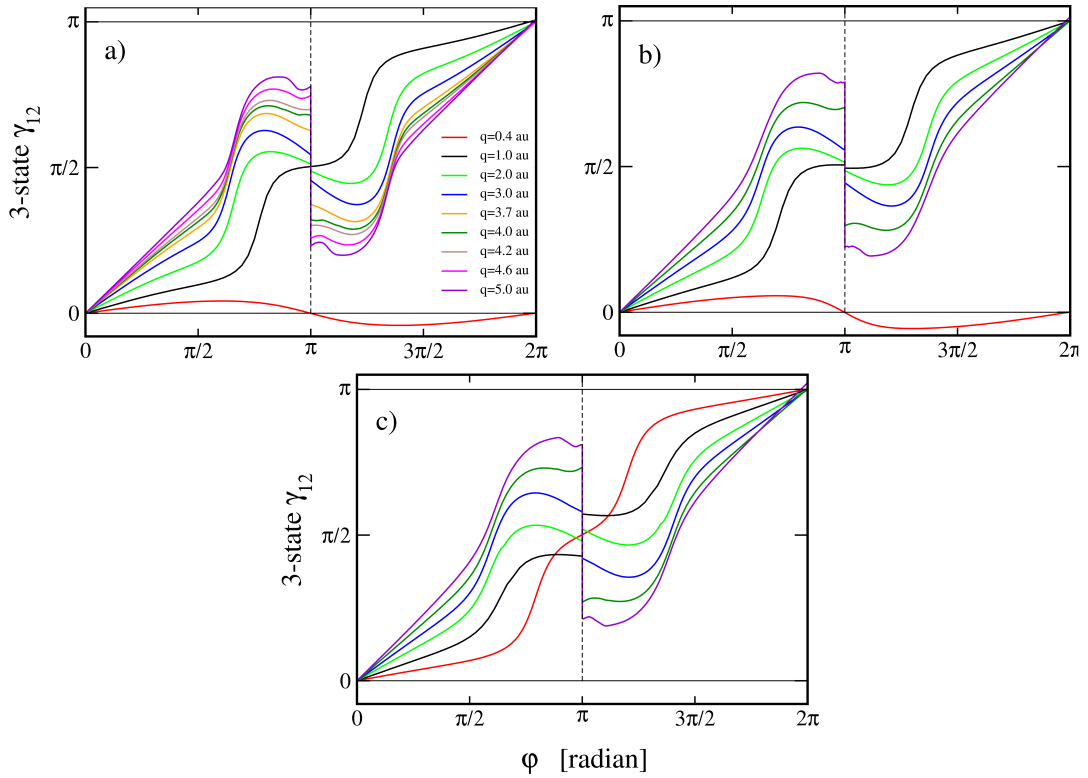 a)
3-state γ12
π
π/2
0
0 π/2 π 3π/2 2π
q=0.4 au
q=1.0 au
q=2.0 au
q=3.0 au
q=3.7 au
q=4.0 au
q=4.2 au
q=4.6 au
q=5.0 au
b)
π
π/2
0
0 π/2 π 3π/2 2π
c)
3-state γ12
π
π/2
0
0 π/2 π 3π/2 2π
φ [radian]